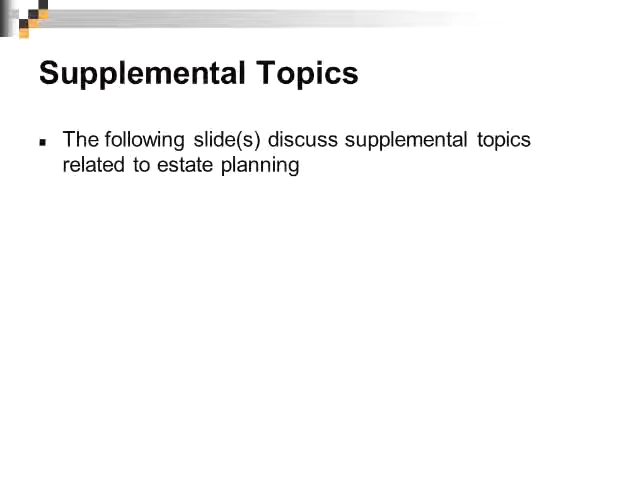 Supplemental Topics
The following slide(s) discuss supplemental topics
related to estate planning